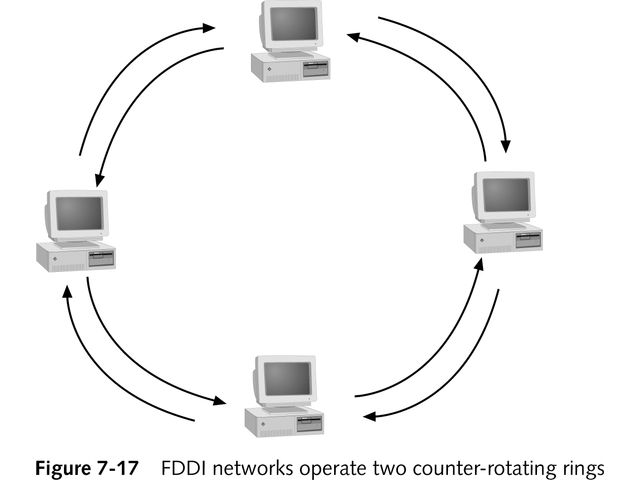 Figure 7-17 FDDI networks operate two counter-rotating rings